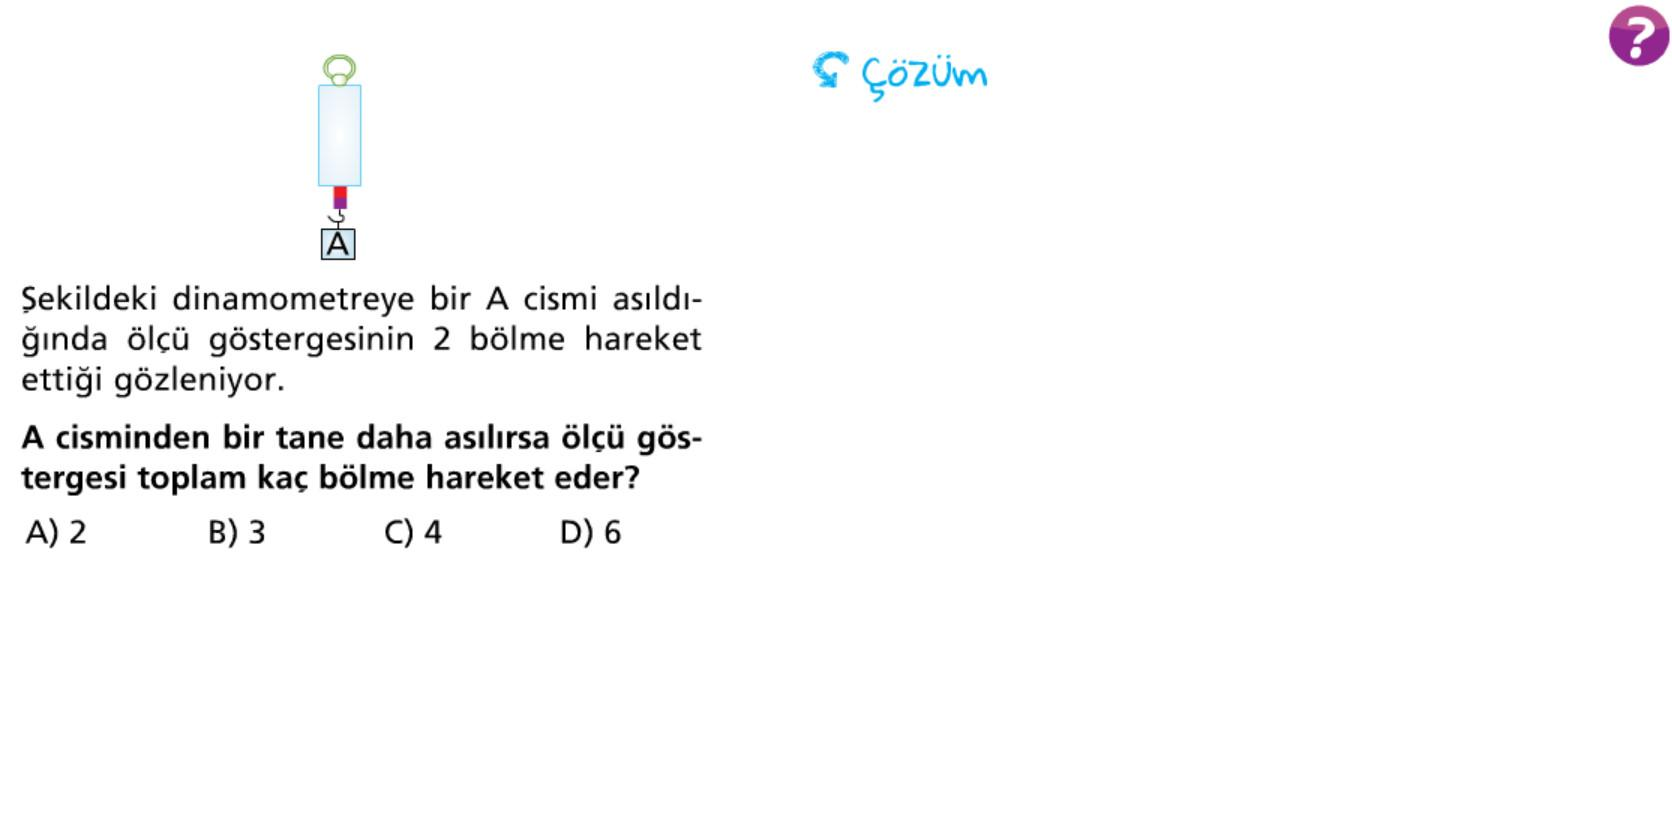 A
Şekildeki dinamometreye bir A cismi asıldı-
ğında ölçü göstergesinin 2 bölme hareket
ettiği gözleniyor.
A cisminden bir tane daha asılırsa ölçü gös-
tergesi toplam kaç bölme hareket eder?
A) 2 B) 3 C) 4 D) 6
Çözüm
?